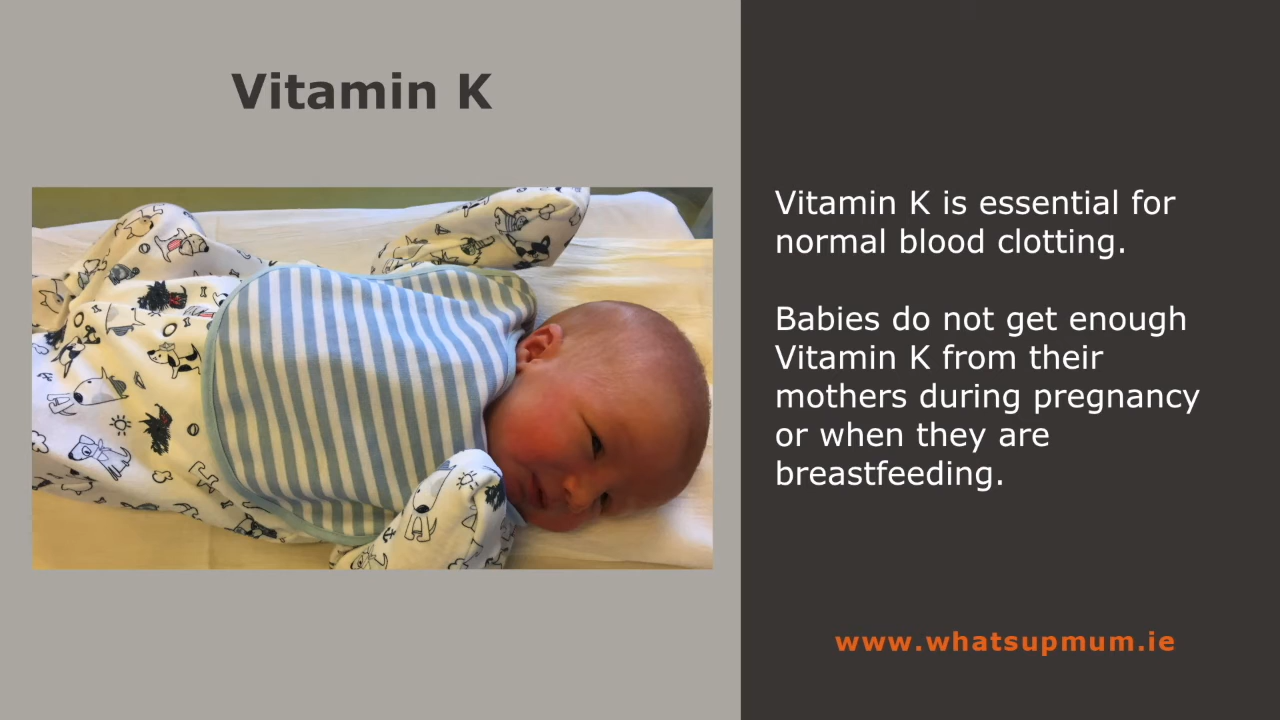 Vitamin K
Vitamin K is essential for
normal blood clotting.
Babies do not get enough
Vitamin K from their
mothers during pregnancy
or when they are
breastfeeding.
www.whatsupmum.ie